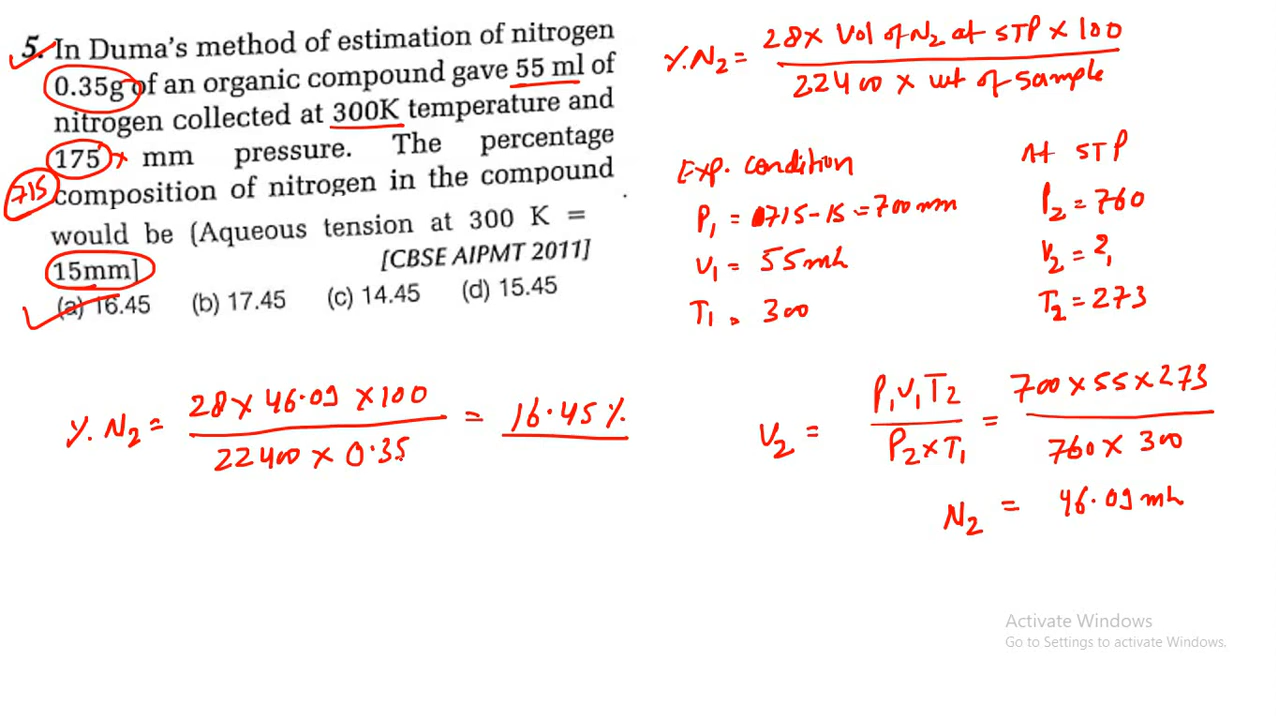 5. In Duma's method of estimation of nitrogen
0.35g of an organic compound gave 55 ml of
nitrogen collected at 300K temperature and
175 x mm pressure. The percentage
715
composition of nitrogen in the compound
would be (Aqueous tension at 300 K =
15mm]
[CBSE AIPMT 2011]
(a) 16.45 (b) 17.45 (c) 14.45 (d) 15.45
%N2 = 28 x Vol of N2 at STP x 100
22400 x wt of sample
Exp. condition
P1 = 715-15 = 700 mm
V1 = 55 mL
T1 = 300
At STP
P2 = 760
V2 = ?
T2 = 273
V2 = P1V1T2 / P2xT1 = 700 x 55 x 273 / 760 x 300
N2 = 46.09 mL
%N2 = 28 x 46.09 x 100 / 22400 x 0.35 = 16.45%
Activate Windows
Go to Settings to activate Windows.